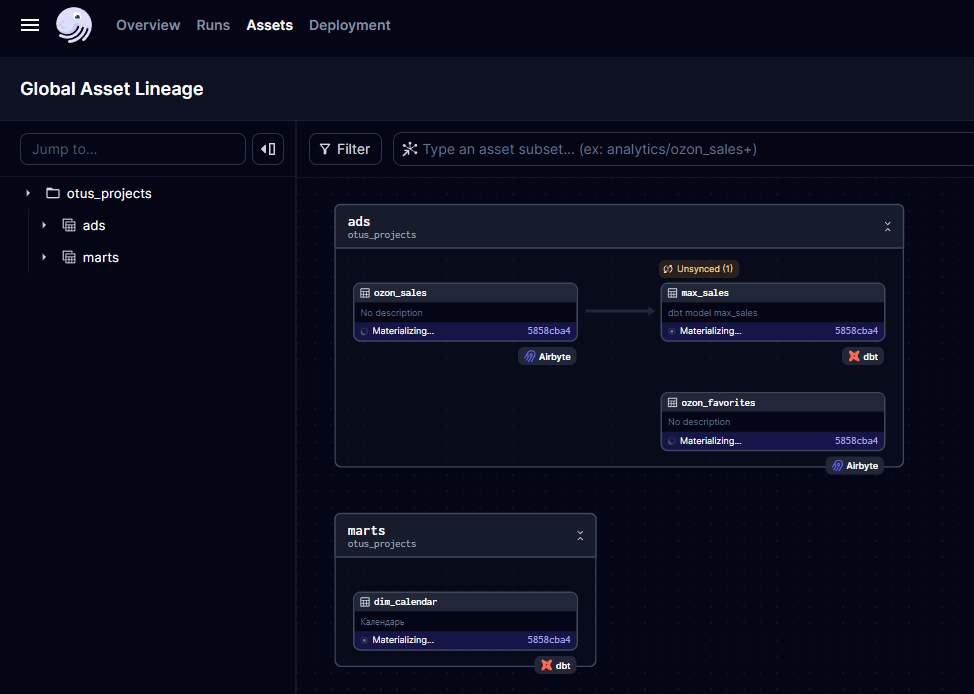 Overview Runs Assets Deployment
Global Asset Lineage
Jump to…
Filter
Type an asset subset… (ex: analytics/ozon_sales+)
otus_projects
ads
marts
ads
otus_projects
Unsynced (1)
ozon_sales
No description
Materializing... 5858cba4
Airbyte
max_sales
dbt model max_sales
Materializing... 5858cba4
dbt
ozon_favorites
No description
Materializing... 5858cba4
Airbyte
marts
otus_projects
dim_calendar
Календарь
Materializing... 5858cba4
dbt